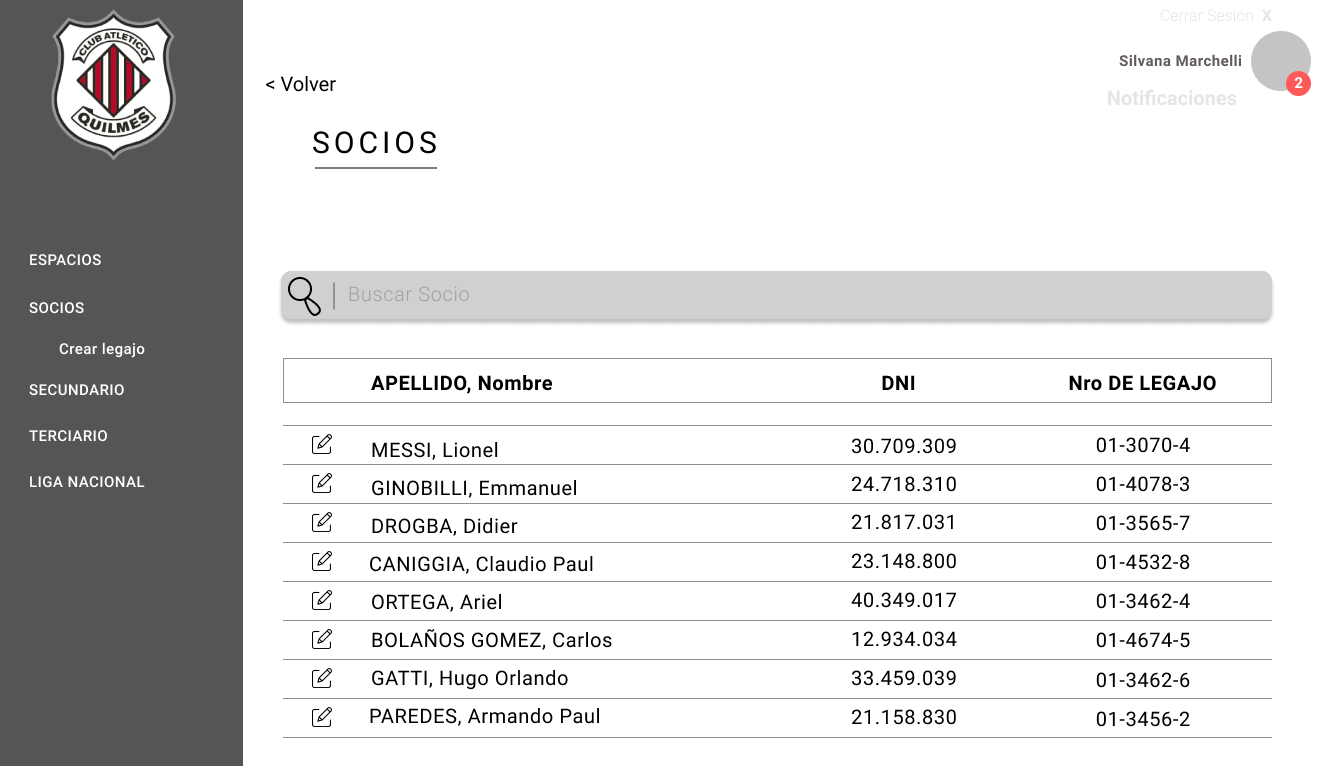 CLUB ATLETICO
QUILMES
Cerrar Sesión X
Silvana Marchelli
2
Notificaciones
< Volver
SOCIOS
ESPACIOS
SOCIOS
Crear legajo
SECUNDARIO
TERCIARIO
LIGA NACIONAL
Buscar Socio
APELLIDO, Nombre DNI Nro DE LEGAJO
MESSI, Lionel 30.709.309 01-3070-4
GINOBILLI, Emmanuel 24.718.310 01-4078-3
DROGBA, Didier 21.817.031 01-3565-7
CANIGGIA, Claudio Paul 23.148.800 01-4532-8
ORTEGA, Ariel 40.349.017 01-3462-4
BOLAÑOS GOMEZ, Carlos 12.934.034 01-4674-5
GATTI, Hugo Orlando 33.459.039 01-3462-6
PAREDES, Armando Paul 21.158.830 01-3456-2